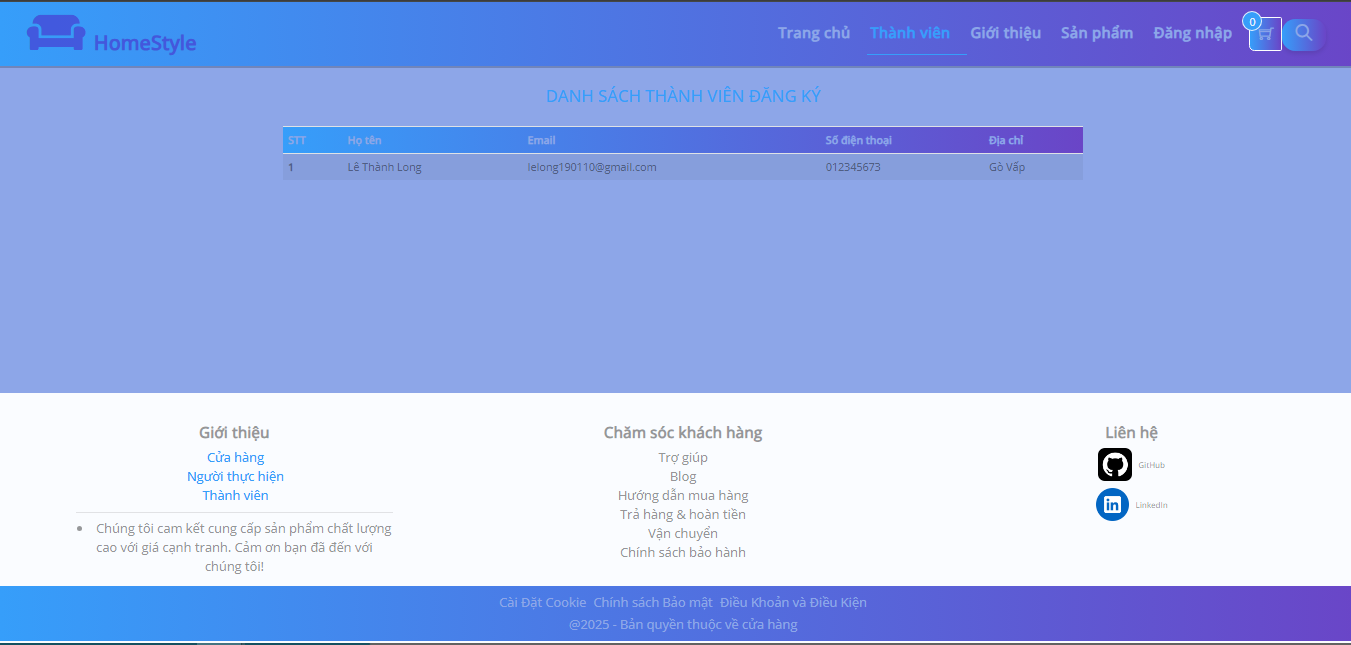 HomeStyle
Trang chủ Thành viên Giới thiệu Sản phẩm Đăng nhập 0
DANH SÁCH THÀNH VIÊN ĐĂNG KÝ
STT Họ tên Email Số điện thoại Địa chỉ
1 Lê Thành Long lelong190110@gmail.com 012345673 Gò Vấp
Giới thiệu
Cửa hàng
Người thực hiện
Thành viên
Chúng tôi cam kết cung cấp sản phẩm chất lượng
cao với giá cạnh tranh. Cảm ơn bạn đã đến với
chúng tôi!
Chăm sóc khách hàng
Trợ giúp
Blog
Hướng dẫn mua hàng
Trả hàng & hoàn tiền
Vận chuyển
Chính sách bảo hành
Liên hệ
GitHub
in LinkedIn
Cài Đặt Cookie Chính sách Bảo mật Điều Khoản và Điều Kiện
@2025 - Bản quyền thuộc về cửa hàng